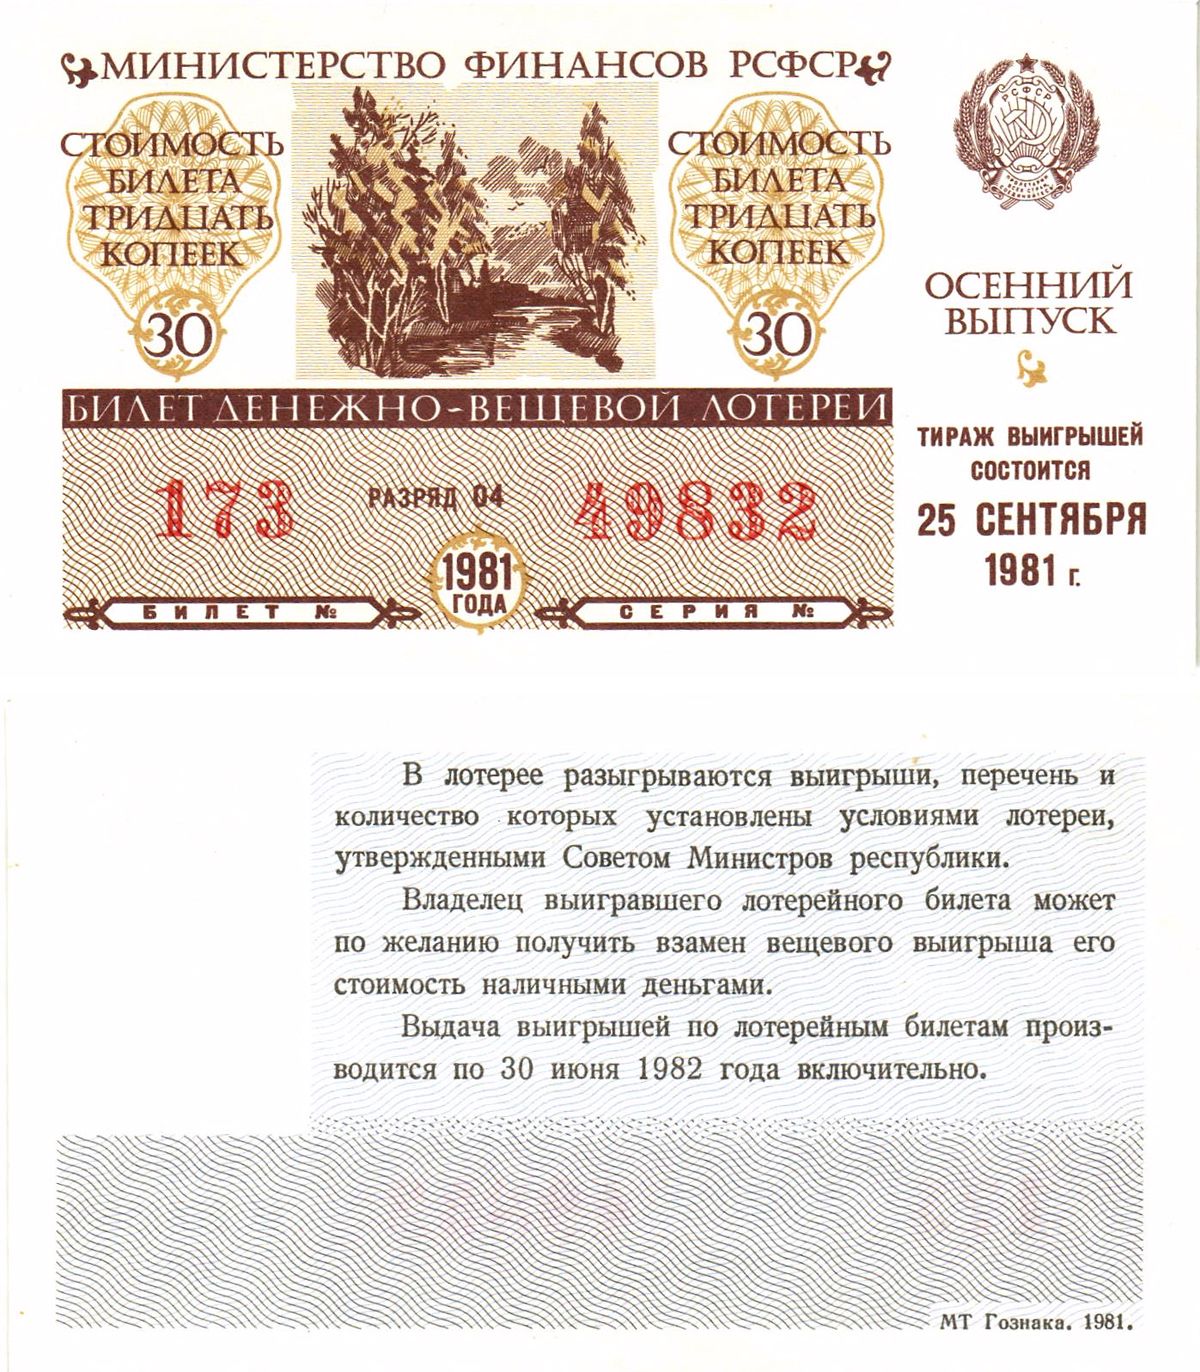 МИНИСТЕРСТВО ФИНАНСОВ РСФСР
СТОИМОСТЬ
БИЛЕТА
ТРИДЦАТЬ
КОПЕЕК
30
СТОИМОСТЬ
БИЛЕТА
ТРИДЦАТЬ
КОПЕЕК
30
РСФСР
ОСЕННИЙ
ВЫПУСК
ТИРАЖ ВЫИГРЫШЕЙ
СОСТОИТСЯ
25 СЕНТЯБРЯ
1981 г.
БИЛЕТ ДЕНЕЖНО-ВЕЩЕВОЙ ЛОТЕРЕИ
173 РАЗРЯД 04 49832
1981
ГОДА
БИЛЕТ № СЕРИЯ №
В лотерее разыгрываются выигрыши, перечень и
количество которых установлены условиями лотереи,
утвержденными Советом Министров республики.
Владелец выигравшего лотерейного билета может
по желанию получить взамен вещевого выигрыша его
стоимость наличными деньгами.
Выдача выигрышей по лотерейным билетам произ-
водится по 30 июня 1982 года включительно.
МТ Гознака. 1981.